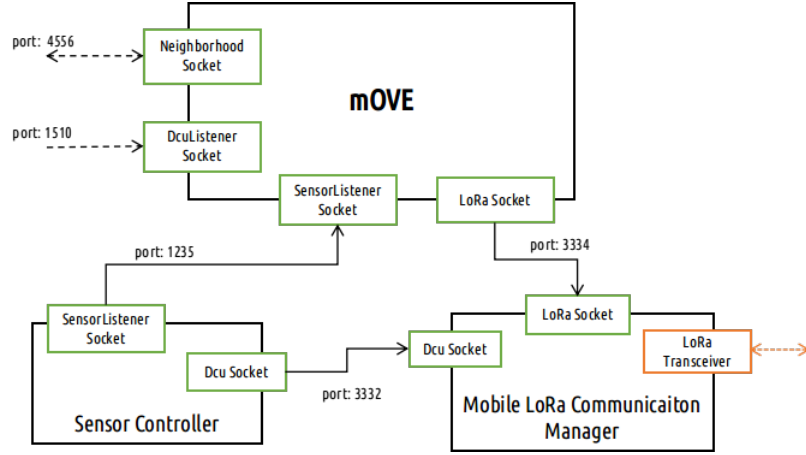 port: 4556
Neighborhood
Socket
mOVE
port: 1510
DcuListener
Socket
SensorListener
Socket
LoRa Socket
port: 1235
port: 3334
SensorListener
Socket
LoRa Socket
Dcu Socket
port: 3332
Dcu Socket
LoRa
Transceiver
Sensor Controller
Mobile LoRa Communicaiton
Manager